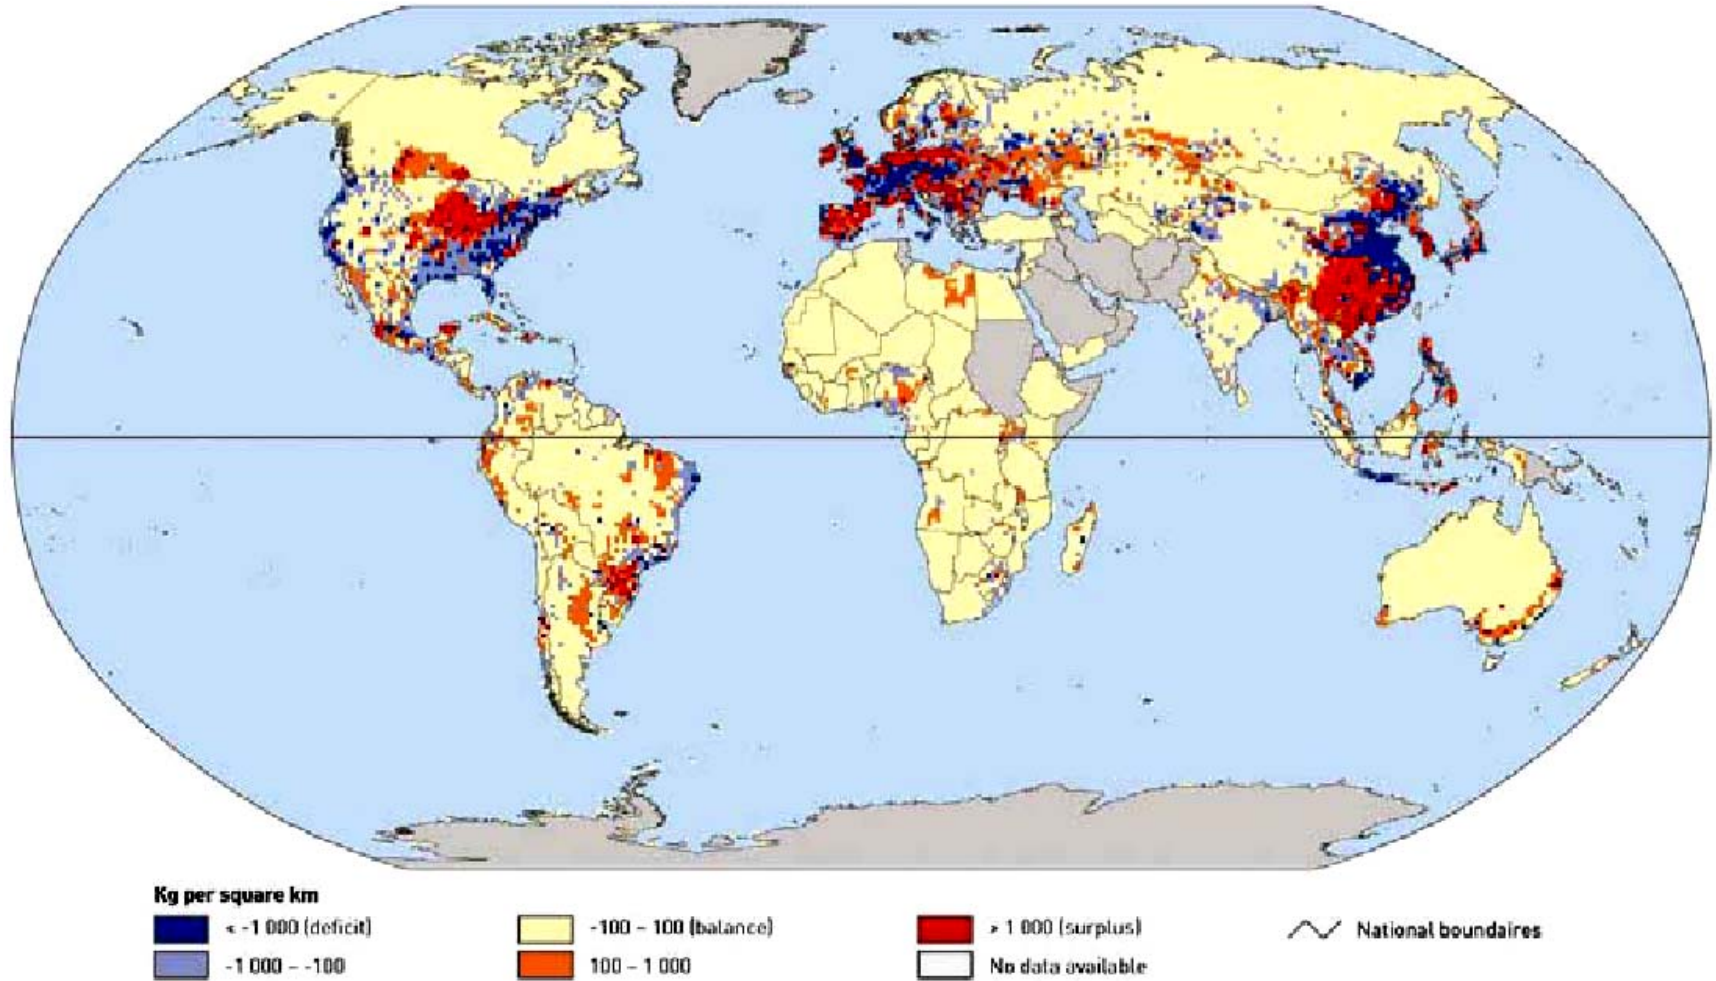 Kg per square km
< -1 000 (deficit)
-100 – 100 (balance)
> 1 000 (surplus)
National boundaires
-1 000 – -100
100 – 1 000
No data available